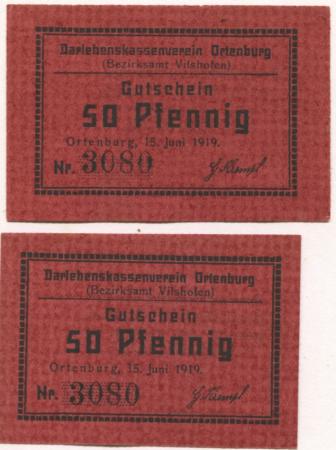 Darlehenskassenverein Ortenburg
(Bezirksamt Vilshofen)
Gutschein
50 Pfennig
Ortenburg, 15. Juni 1919.
Nr. 3080
Darlehenskassenverein Ortenburg
(Bezirksamt Vilshofen)
Gutschein
50 Pfennig
Ortenburg, 15. Juni 1919.
Nr. 3080